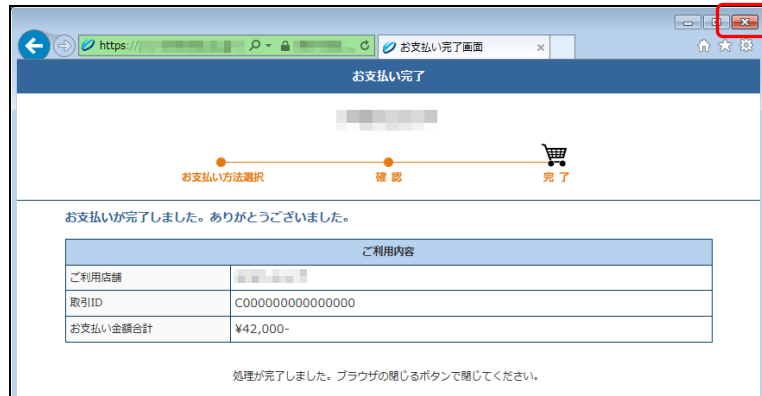 https://
お支払い完了画面
お支払い完了
お支払い方法選択
確 認
完 了
お支払いが完了しました。ありがとうございました。
ご利用内容
ご利用店舗
取引ID C000000000000000
お支払い金額合計 ¥42,000-
処理が完了しました。ブラウザの閉じるボタンで閉じてください。